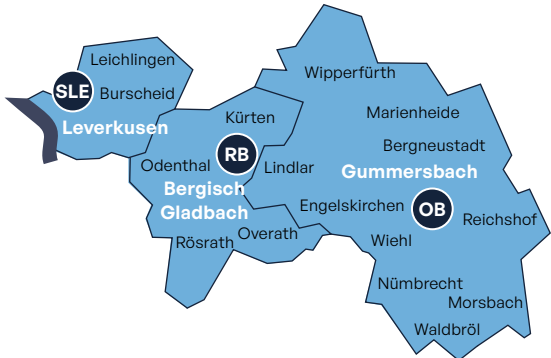 Leichlingen
SLE
Burscheid
Leverkusen
Wipperfürth
Kürten
Marienheide
RB
Bergneustadt
Odenthal
Lindlar
Gummersbach
Bergisch
Gladbach
Engelskirchen
OB
Reichshof
Rösrath
Overath
Wiehl
Nümbrecht
Morsbach
Waldbröl